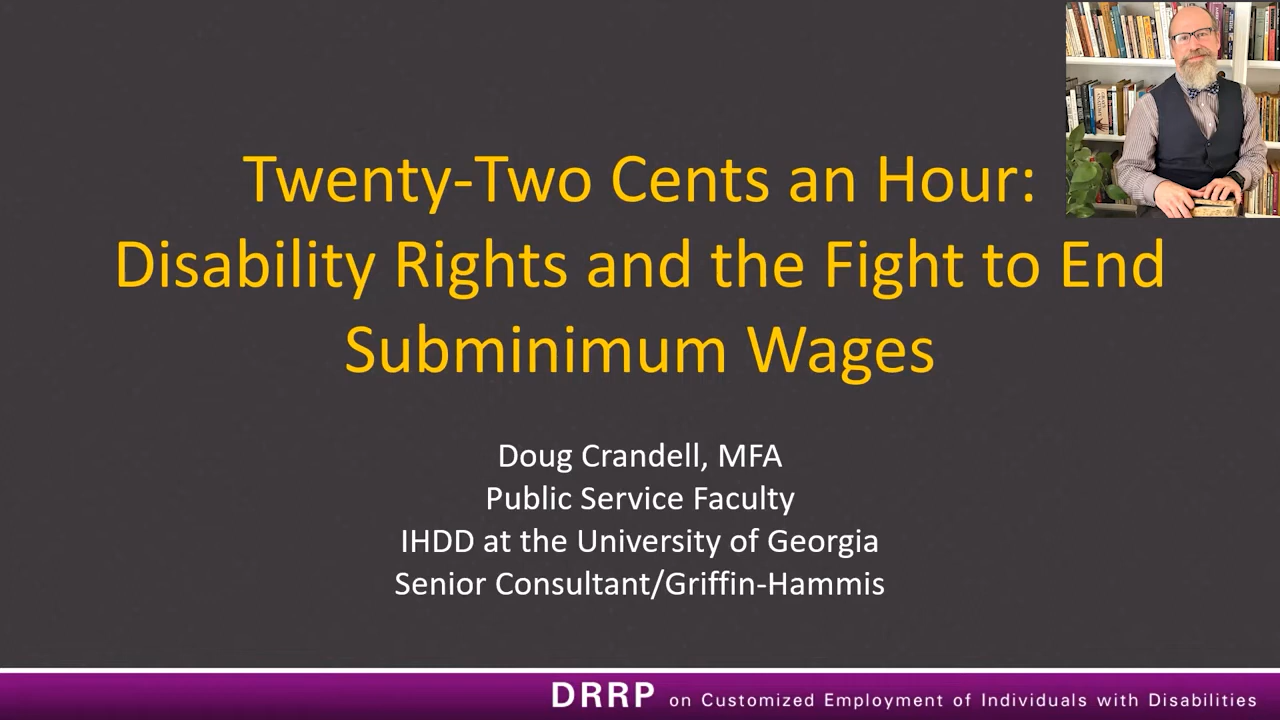 Twenty-Two Cents an Hour:
Disability Rights and the Fight to End
Subminimum Wages
Doug Crandell, MFA
Public Service Faculty
IHDD at the University of Georgia
Senior Consultant/Griffin-Hammis
DRRP on Customized Employment of Individuals with Disabilities